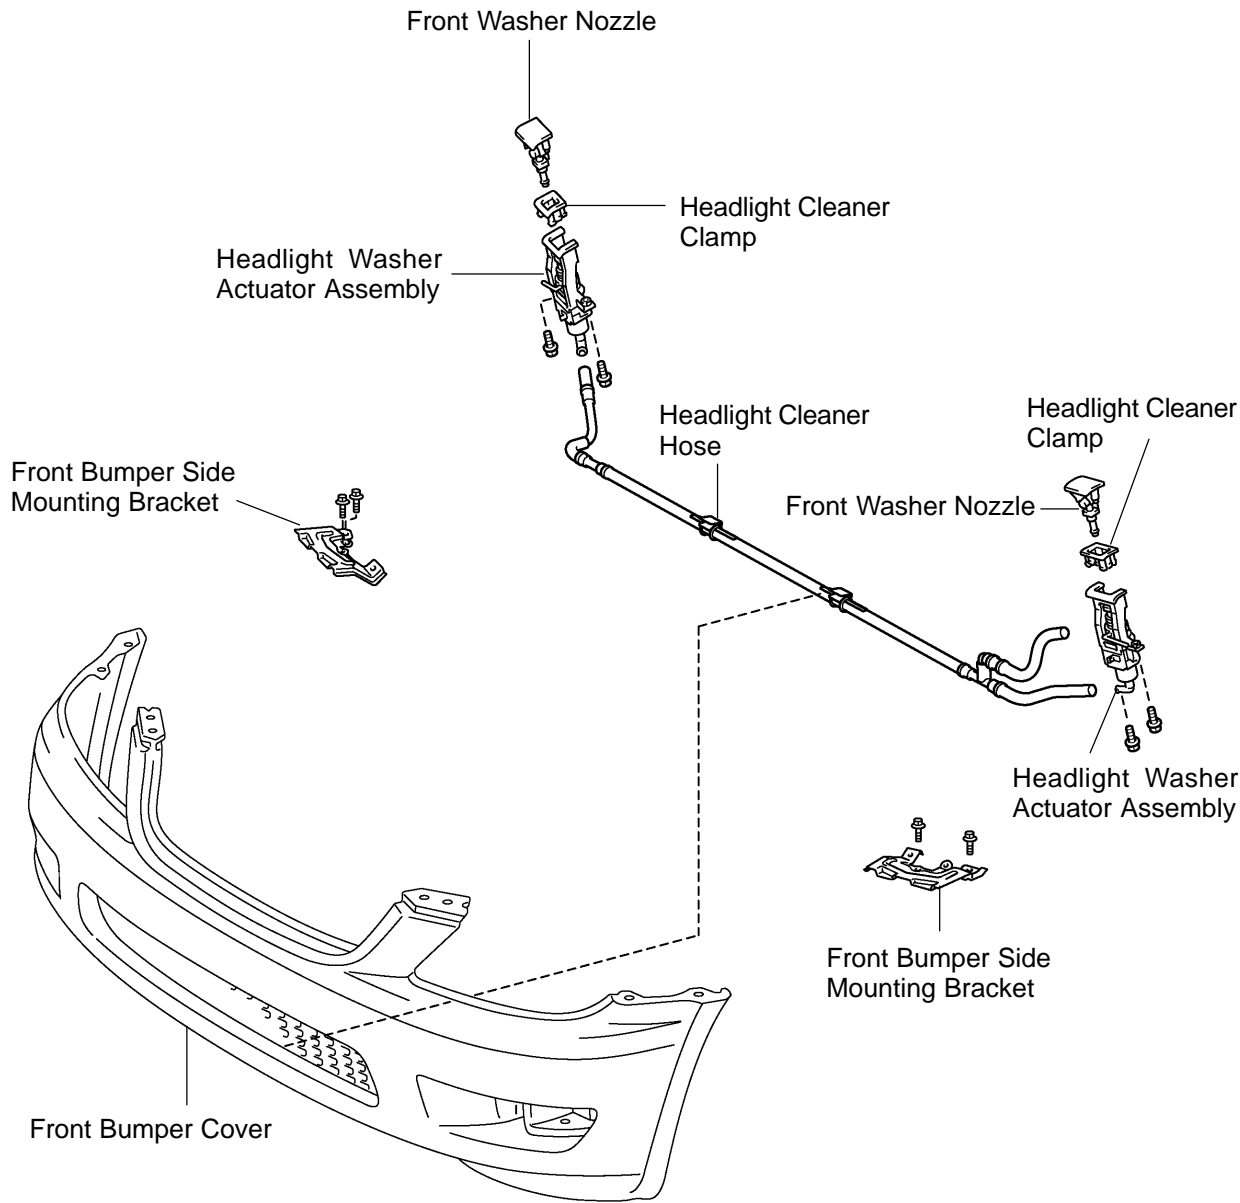 Front Washer Nozzle
Headlight Cleaner
Clamp
Headlight Washer
Actuator Assembly
Headlight Cleaner
Hose
Headlight Cleaner
Clamp
Front Bumper Side
Mounting Bracket
Front Washer Nozzle
Headlight Washer
Actuator Assembly
Front Bumper Side
Mounting Bracket
Front Bumper Cover